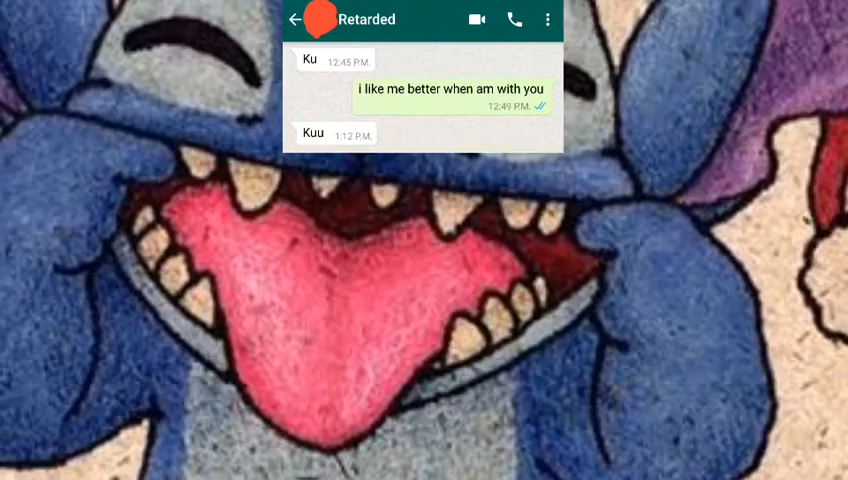 Retarded
Ku 12:45 P.M.
i like me better when am with you
12:49 P.M.
Kuu 1:12 P.M.